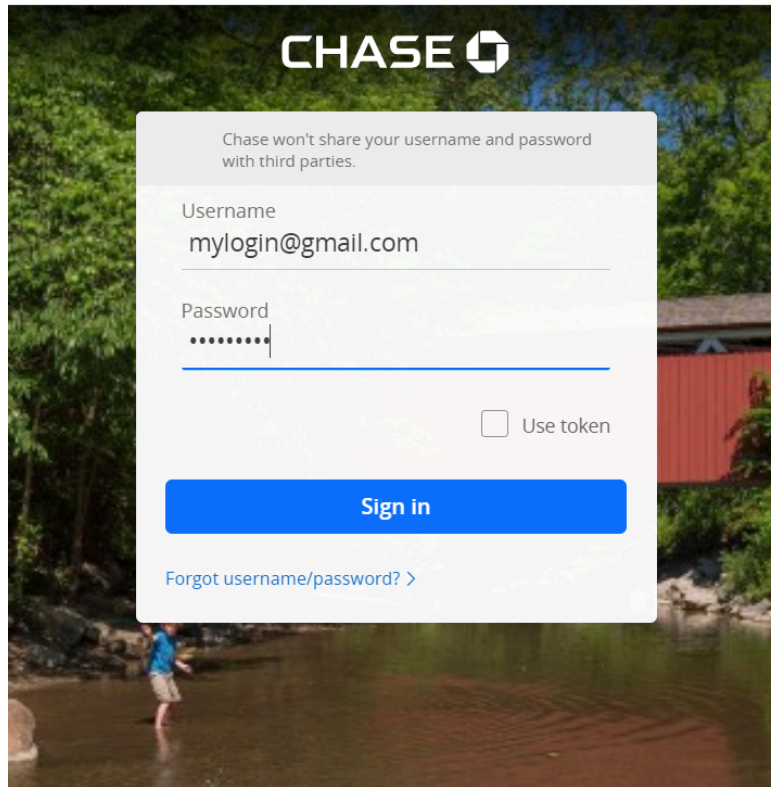 CHASE
Chase won't share your username and password
with third parties.
Username
mylogin@gmail.com
Password
•••••••••
Use token
Sign in
Forgot username/password? >